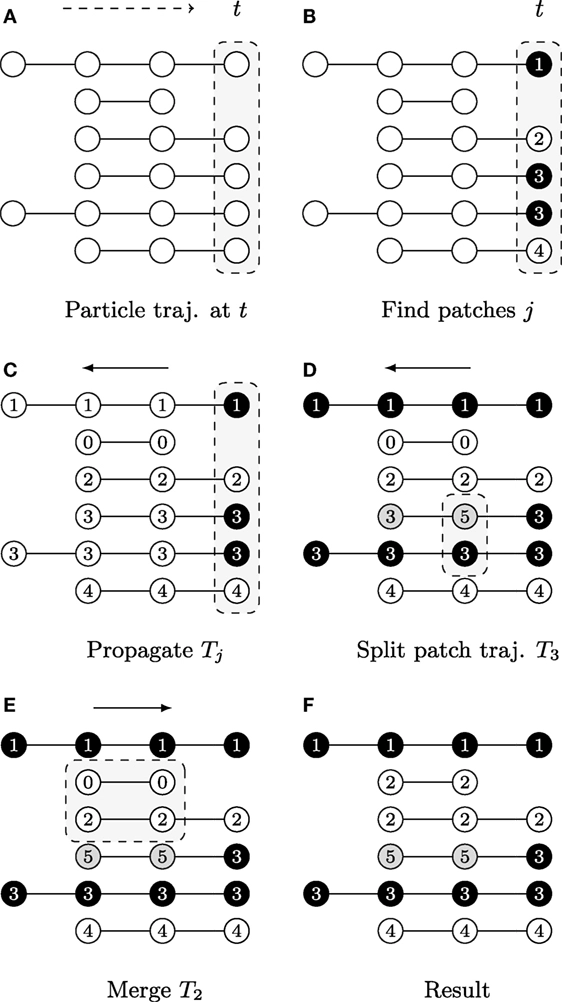 A t
B t
1
2
3
3
4
Particle traj. at t
Find patches j
C
1 1 1 1
0 0
2 2 2
3 3 3
3 3 3 3
4 4 4
Propagate Tj
D
1 1 1 1
0 0
2 2 2
3 5 3
3 3 3 3
4 4 4
Split patch traj. T3
E
1 1 1 1
0 0
2 2 2
5 5 3
3 3 3 3
4 4 4
Merge T2
F
1 1 1 1
2 2
2 2 2
5 5 3
3 3 3 3
4 4 4
Result